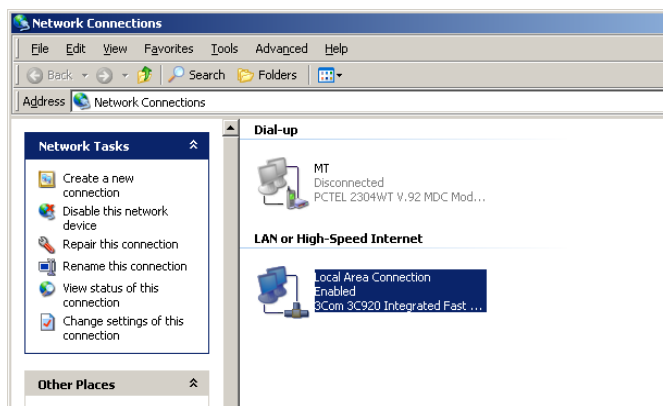 Network Connections
File Edit View Favorites Tools Advanced Help
Back Search Folders
Address Network Connections
Network Tasks
Create a new
connection
Disable this network
device
Repair this connection
Rename this connection
View status of this
connection
Change settings of this
connection
Other Places
Dial-up
MT
Disconnected
PCTEL 2304WT V.92 MDC Mod...
LAN or High-Speed Internet
Local Area Connection
Enabled
3Com 3C920 Integrated Fast ...